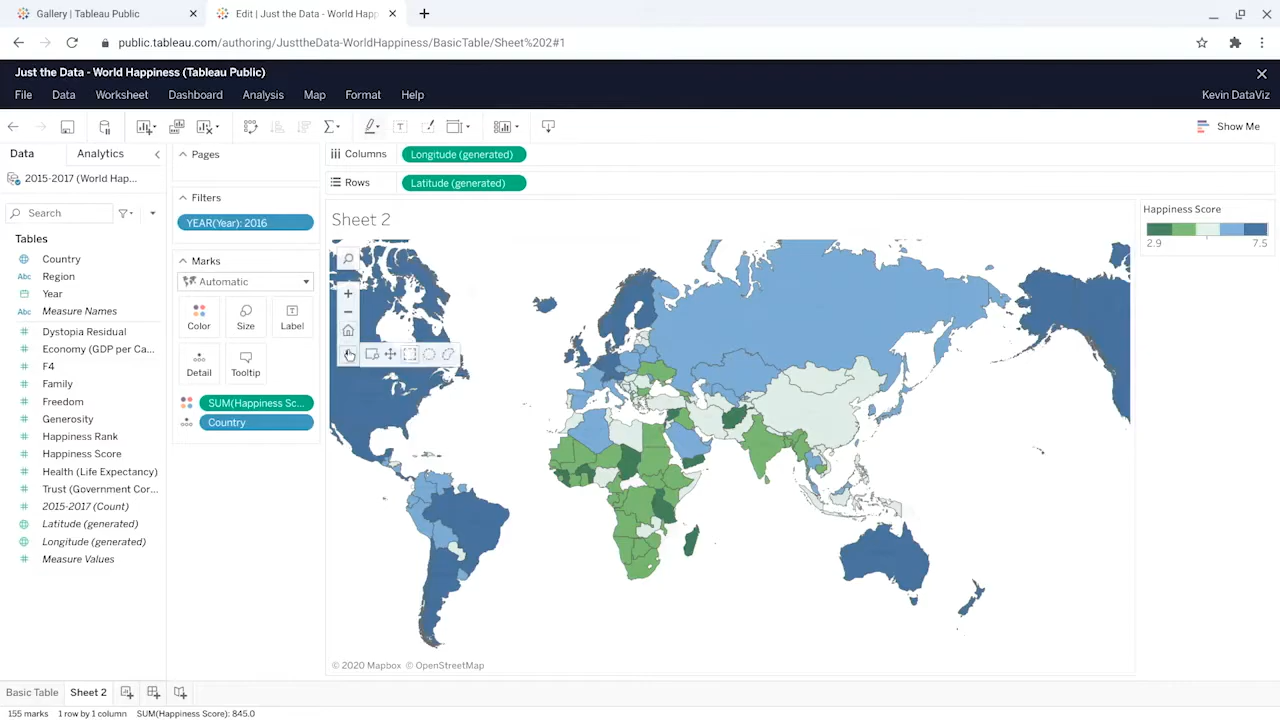 Gallery | Tableau Public
Edit | Just the Data - World Happ
public.tableau.com/authoring/JusttheData-WorldHappiness/BasicTable/Sheet%202#1
Just the Data - World Happiness (Tableau Public)
File Data Worksheet Dashboard Analysis Map Format Help
Kevin DataViz
Show Me
Data Analytics
2015-2017 (World Hap...
Search
Tables
Country
Abc Region
Year
Abc Measure Names
# Dystopia Residual
# Economy (GDP per Ca...
# F4
# Family
# Freedom
# Generosity
# Happiness Rank
# Happiness Score
# Health (Life Expectancy)
# Trust (Government Cor...
# 2015-2017 (Count)
Latitude (generated)
Longitude (generated)
# Measure Values
Pages
Filters
YEAR(Year): 2016
Marks
Automatic
Color Size Label
Detail Tooltip
SUM(Happiness Sc...
Country
Columns Longitude (generated)
Rows Latitude (generated)
Sheet 2
© 2020 Mapbox © OpenStreetMap
Happiness Score
2.9 7.5
Basic Table Sheet 2
155 marks 1 row by 1 column SUM(Happiness Score): 845.0